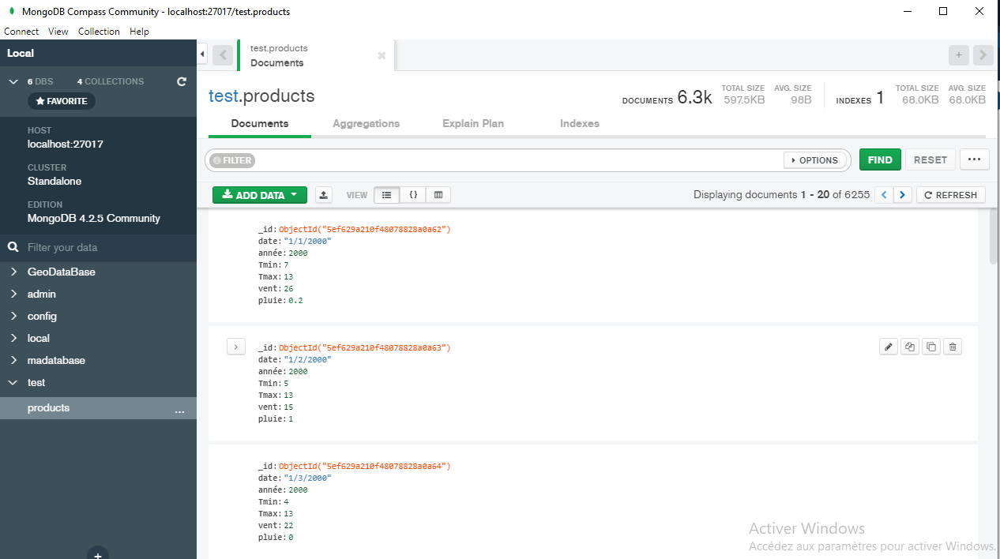 MongoDB Compass Community - localhost:27017/test.products
Connect View Collection Help
Local
6 DBS 4 COLLECTIONS
FAVORITE
HOST
localhost:27017
CLUSTER
Standalone
EDITION
MongoDB 4.2.5 Community
Filter your data
GeoDataBase
admin
config
local
madatabase
test
products ...
+
test.products
Documents
test.products
DOCUMENTS 6.3k TOTAL SIZE 597.5KB AVG. SIZE 98B INDEXES 1 TOTAL SIZE 68.0KB AVG. SIZE 68.0KB
Documents Aggregations Explain Plan Indexes
FILTER OPTIONS FIND RESET ...
ADD DATA VIEW {} Displaying documents 1 - 20 of 6255 < > REFRESH
_id: ObjectId("5ef629a210f48078828a0a62")
date: "1/1/2000"
année: 2000
Tmin: 7
Tmax: 13
vent: 26
pluie: 0.2
_id: ObjectId("5ef629a210f48078828a0a63")
date: "1/2/2000"
année: 2000
Tmin: 5
Tmax: 13
vent: 15
pluie: 1
_id: ObjectId("5ef629a210f48078828a0a64")
date: "1/3/2000"
année: 2000
Tmin: 4
Tmax: 13
vent: 22
pluie: 0
Activer Windows
Accédez aux paramètres pour activer Windows.